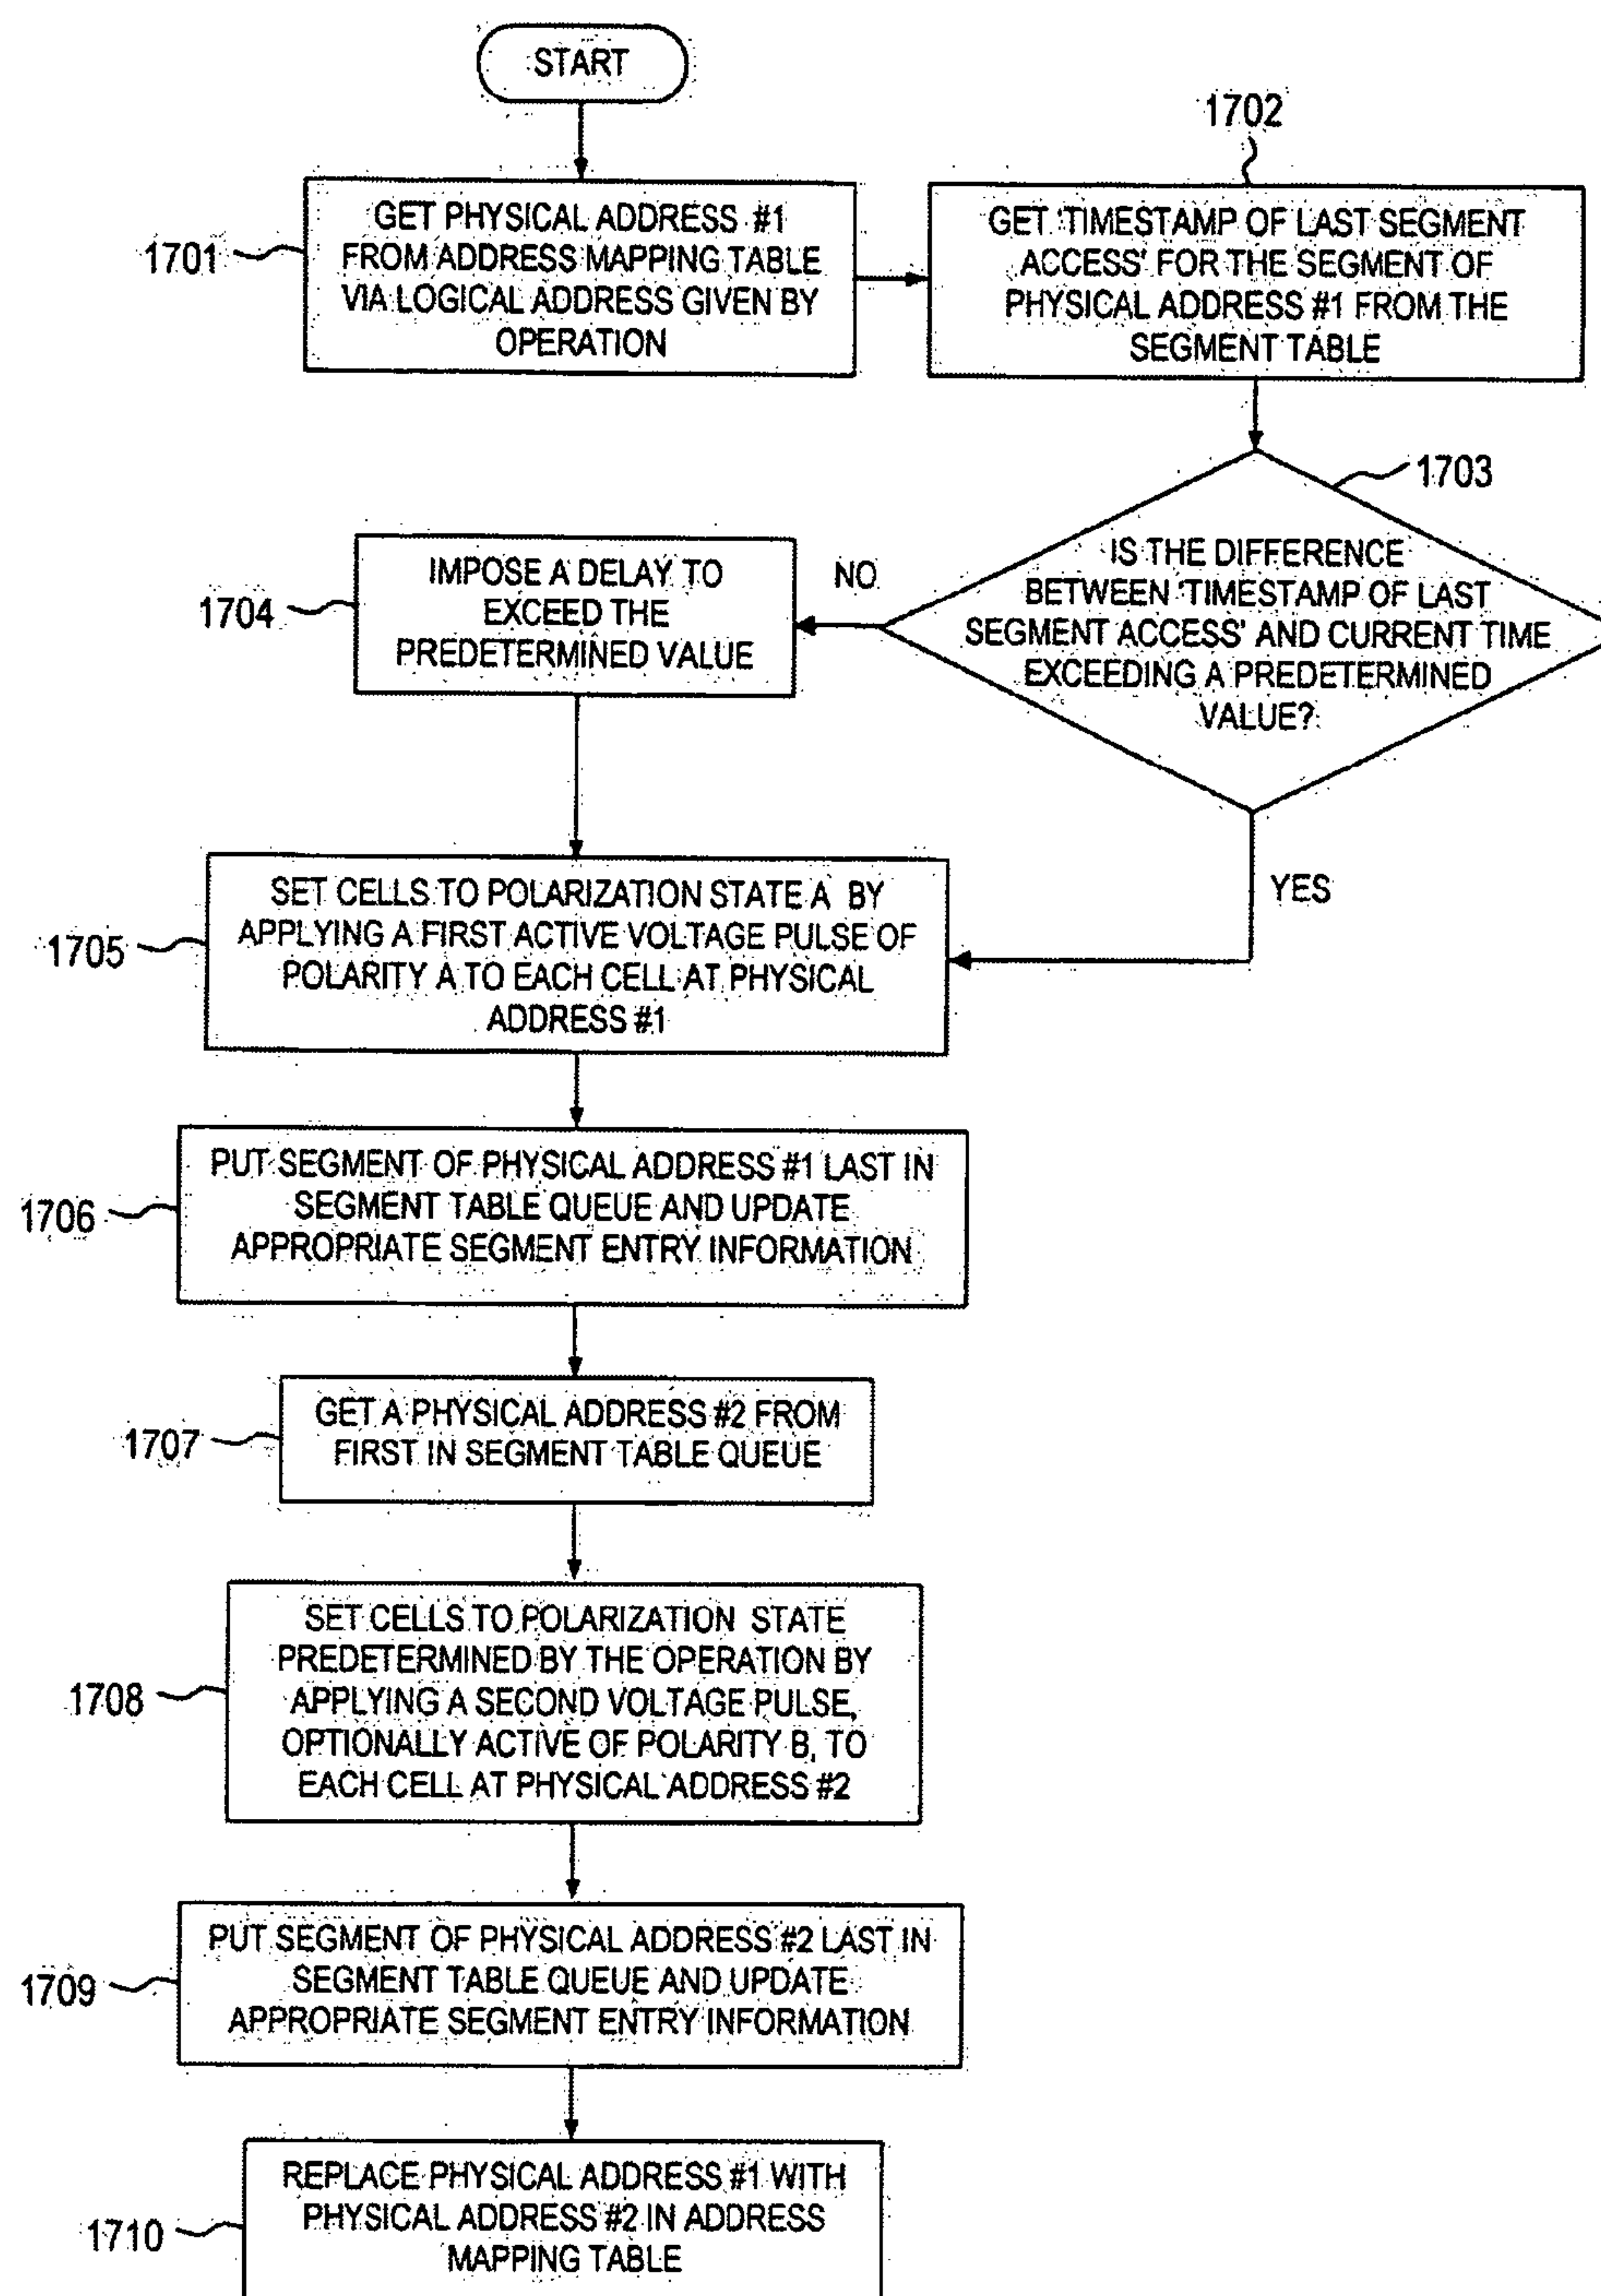 START
1701
GET PHYSICAL ADDRESS #1
FROM ADDRESS MAPPING TABLE
VIA LOGICAL ADDRESS GIVEN BY
OPERATION
1702
GET 'TIMESTAMP OF LAST SEGMENT
ACCESS' FOR THE SEGMENT OF
PHYSICAL ADDRESS #1 FROM THE
SEGMENT TABLE
1703
IS THE DIFFERENCE
BETWEEN 'TIMESTAMP OF LAST
SEGMENT ACCESS' AND CURRENT TIME
EXCEEDING A PREDETERMINED
VALUE?
NO
YES
1704
IMPOSE A DELAY TO
EXCEED THE
PREDETERMINED VALUE
1705
SET CELLS TO POLARIZATION STATE A BY
APPLYING A FIRST ACTIVE VOLTAGE PULSE OF
POLARITY A TO EACH CELL AT PHYSICAL
ADDRESS #1
1706
PUT SEGMENT OF PHYSICAL ADDRESS #1 LAST IN
SEGMENT TABLE QUEUE AND UPDATE
APPROPRIATE SEGMENT ENTRY INFORMATION
1707
GET A PHYSICAL ADDRESS #2 FROM
FIRST IN SEGMENT TABLE QUEUE
1708
SET CELLS TO POLARIZATION STATE
PREDETERMINED BY THE OPERATION BY
APPLYING A SECOND VOLTAGE PULSE,
OPTIONALLY ACTIVE OF POLARITY B, TO
EACH CELL AT PHYSICAL ADDRESS #2
1709
PUT SEGMENT OF PHYSICAL ADDRESS #2 LAST IN
SEGMENT TABLE QUEUE AND UPDATE
APPROPRIATE SEGMENT ENTRY INFORMATION
1710
REPLACE PHYSICAL ADDRESS #1 WITH
PHYSICAL ADDRESS #2 IN ADDRESS
MAPPING TABLE